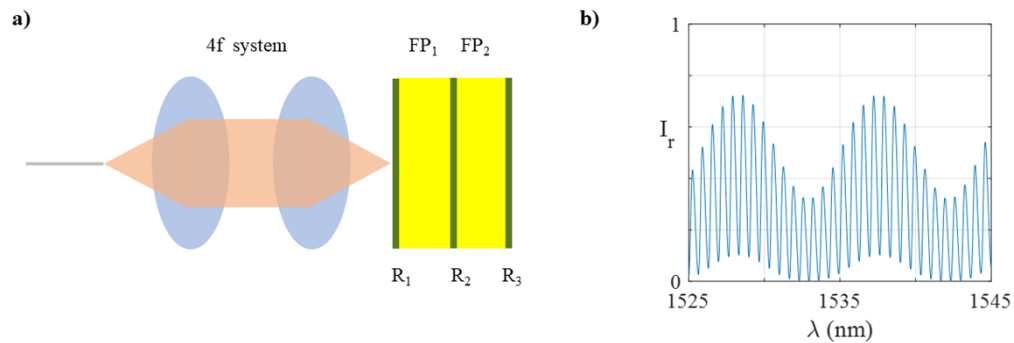 a)
4f system
FP₁ FP₂
R₁ R₂ R₃
b)
1
Iᵣ
0
1525 1535 1545
λ (nm)